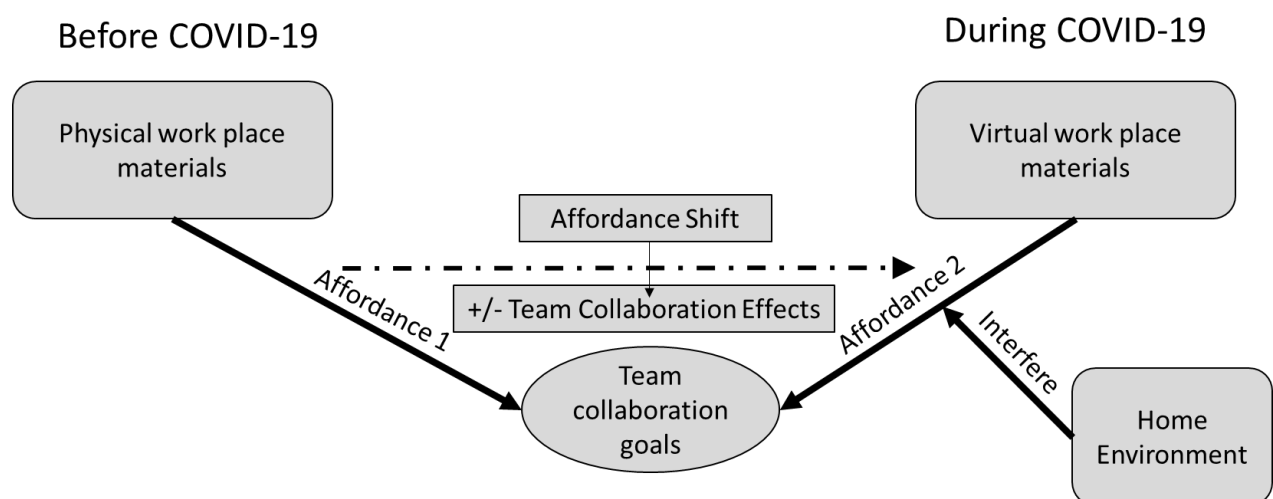 Before COVID-19
During COVID-19
Physical work place
materials
Virtual work place
materials
Affordance Shift
Affordance 1
+/- Team Collaboration Effects
Affordance 2
Interfere
Team
collaboration
goals
Home
Environment